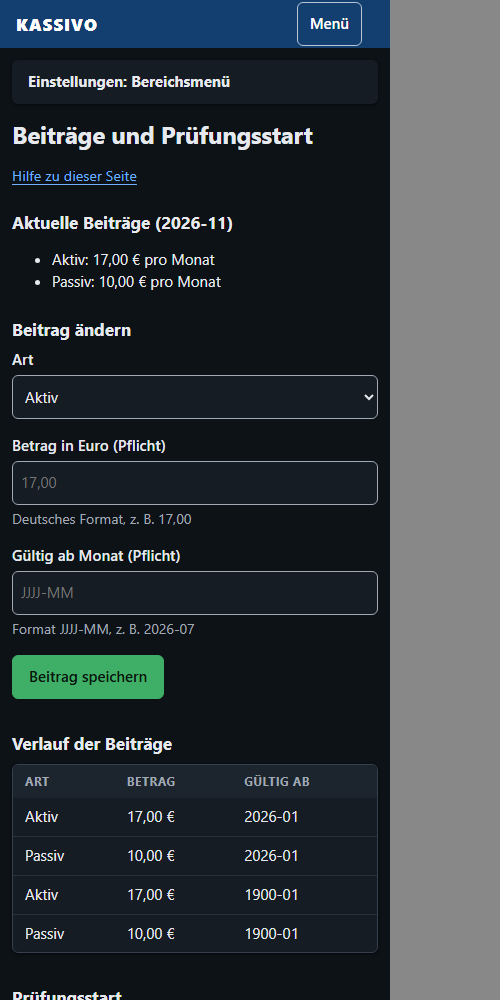 KASSIVO
Menü
Einstellungen: Bereichsmenü
Beiträge und Prüfungsstart
Hilfe zu dieser Seite
Aktuelle Beiträge (2026-11)
Aktiv: 17,00 € pro Monat
Passiv: 10,00 € pro Monat
Beitrag ändern
Art
Aktiv
Betrag in Euro (Pflicht)
17,00
Deutsches Format, z. B. 17,00
Gültig ab Monat (Pflicht)
JJJJ-MM
Format JJJJ-MM, z. B. 2026-07
Beitrag speichern
Verlauf der Beiträge
ART BETRAG GÜLTIG AB
Aktiv 17,00 € 2026-01
Passiv 10,00 € 2026-01
Aktiv 17,00 € 1900-01
Passiv 10,00 € 1900-01
Prüfungsstart